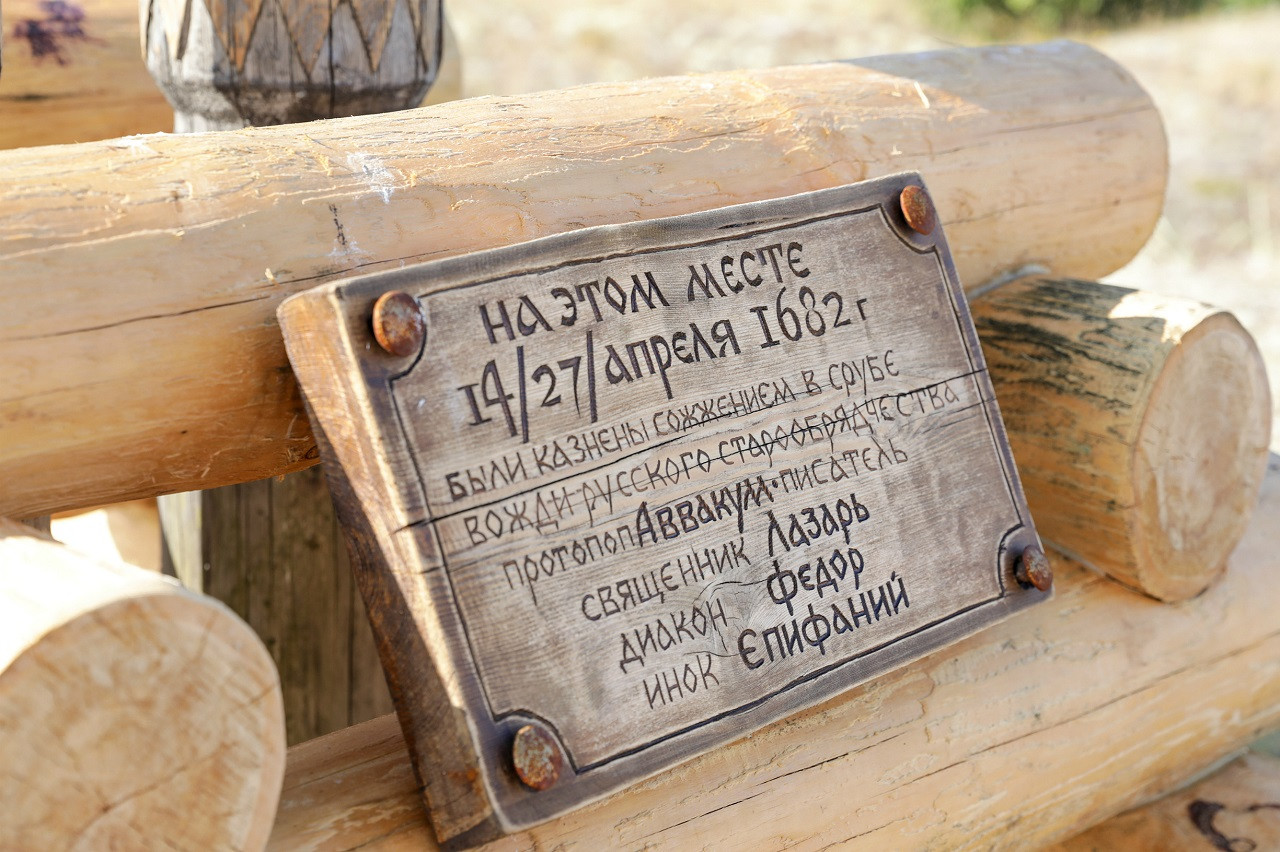 НА ЭТОМ МЕСТЕ
14/27/АПРЕЛЯ 1682 г
БЫЛИ КАЗНЕНЫ СОЖЖЕНИЕМ В СРУБЕ
ВОЖДИ РУССКОГО СТАРООБРЯДЧЕСТВА
ПРОТОПОП АВВАКУМ·ПИСАТЕЛЬ
СВЯЩЕННИК ЛАЗАРЬ
ДИАКОН ФЕДОР
ИНОК ЕПИФАНИЙ